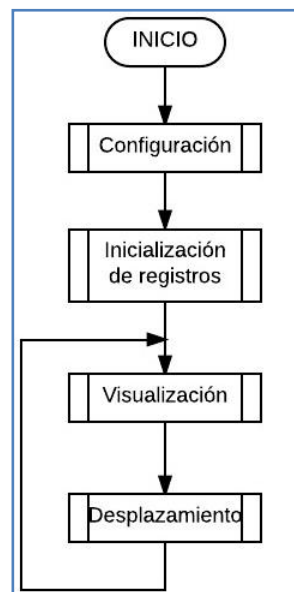 INICIO
Configuración
Inicialización
de registros
Visualización
Desplazamiento